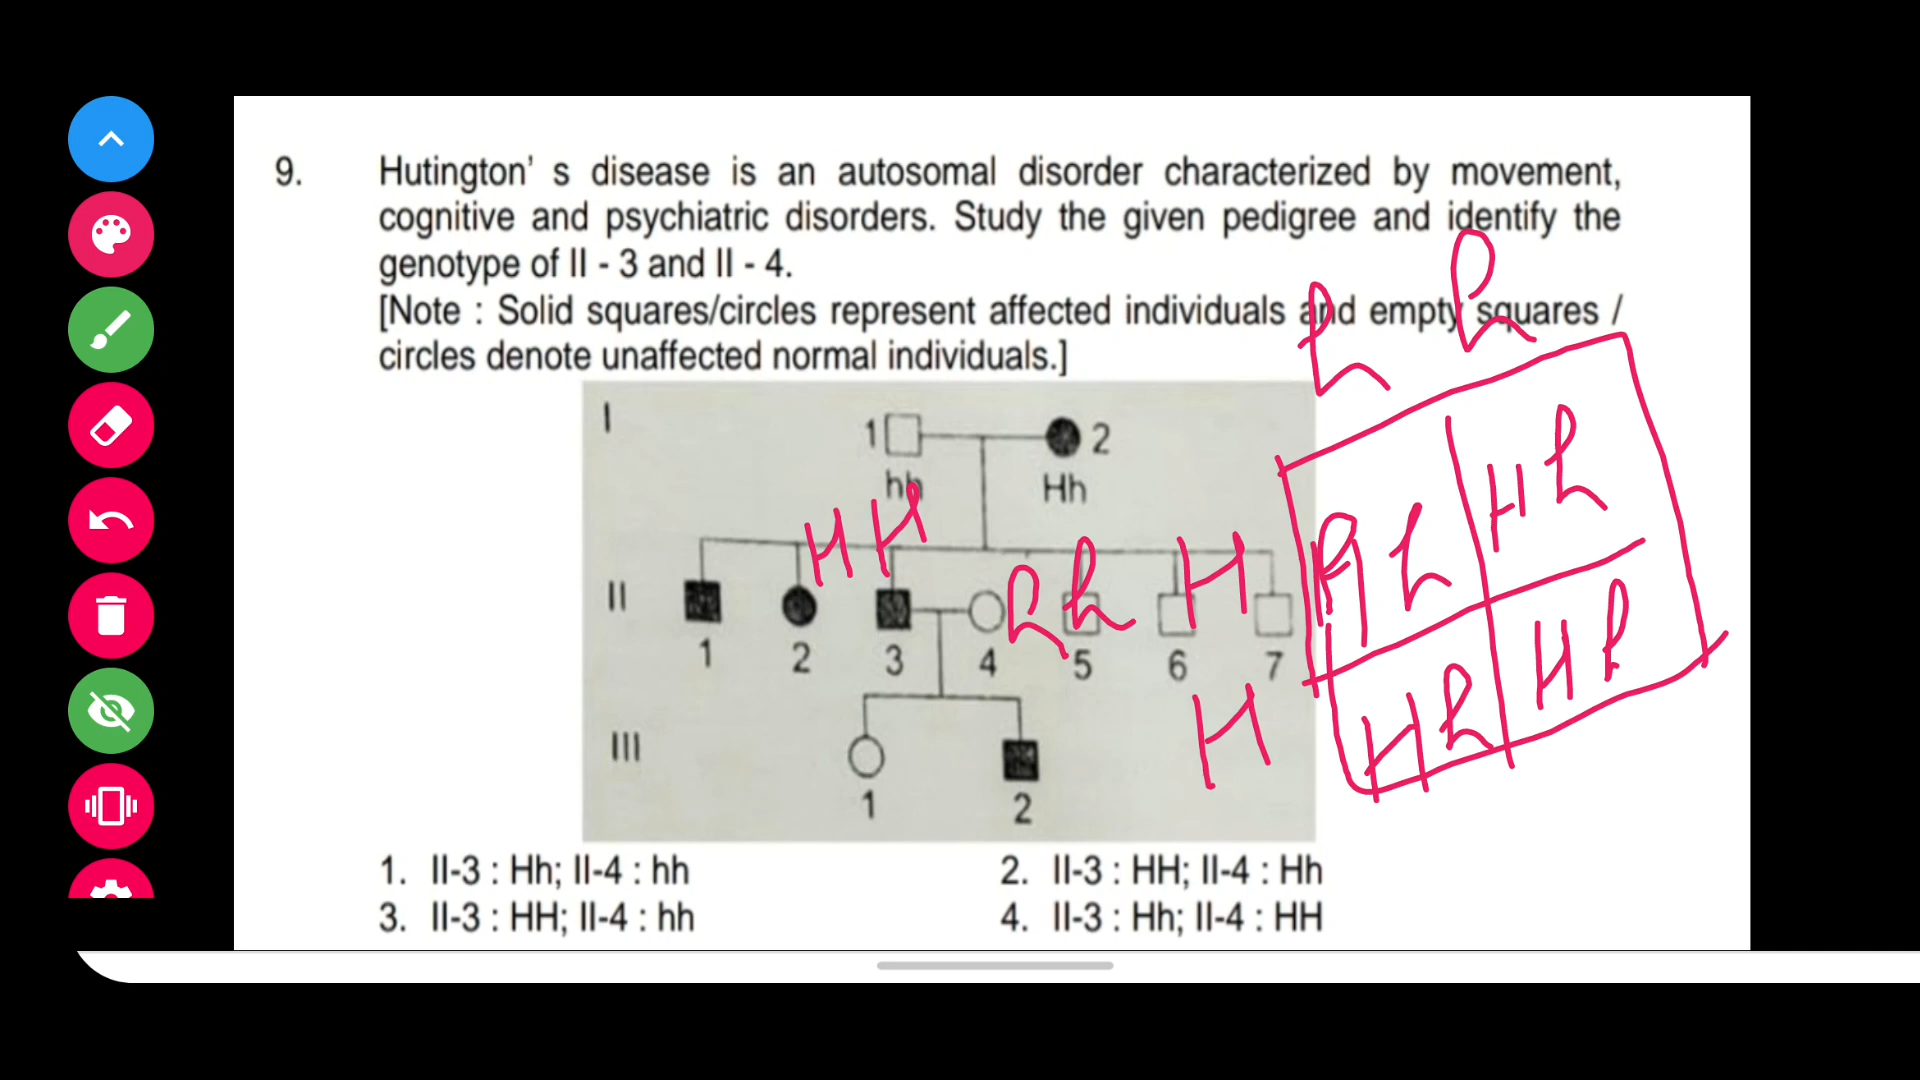 9. Hutington' s disease is an autosomal disorder characterized by movement,
cognitive and psychiatric disorders. Study the given pedigree and identify the
genotype of II - 3 and II - 4.
[Note : Solid squares/circles represent affected individuals and empty squares /
circles denote unaffected normal individuals.]
h h
I 1 2
hh Hh
H H
II h h H
Hh Hh
1 2 3 4 5 6 7
H Hh Hh
III
1 2
1. II-3 : Hh; II-4 : hh 2. II-3 : HH; II-4 : Hh
3. II-3 : HH; II-4 : hh 4. II-3 : Hh; II-4 : HH